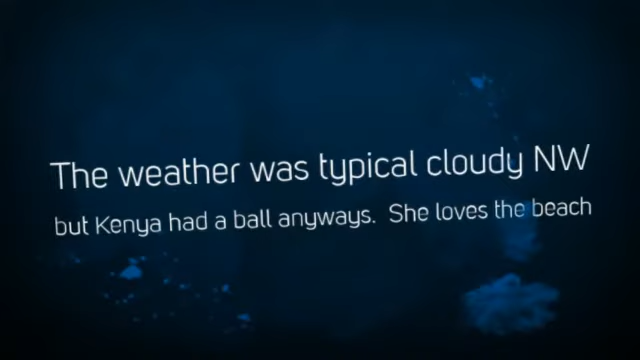 The weather was typical cloudy NW
but Kenya had a ball anyways.  She loves the beach